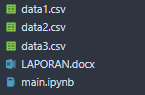 data1.csv
data2.csv
data3.csv
LAPORAN.docx
main.ipynb